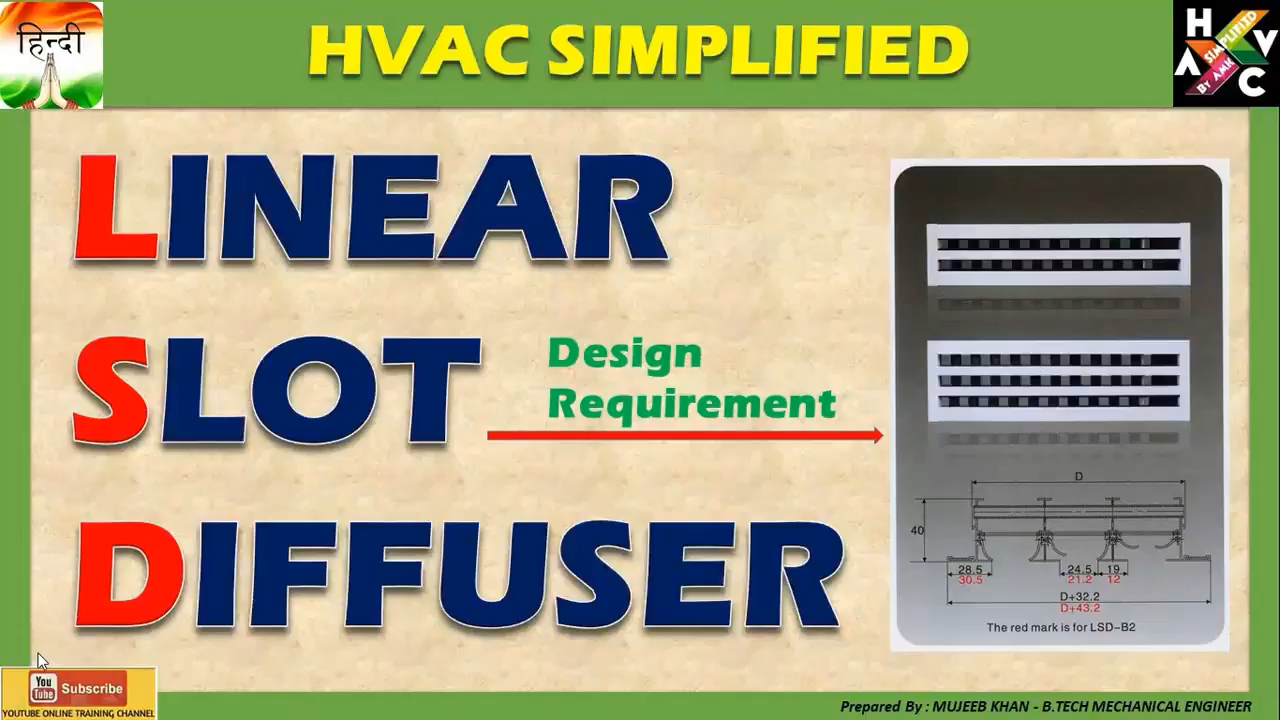 हिन्दी
HVAC SIMPLIFIED
H V A C
SIMPLIFIED
BY AMK
LINEAR
SLOT
DIFFUSER
Design
Requirement
D
40
28.5
30.5
24.5
21.2
19
12
D+32.2
D+43.2
The red mark is for LSD-B2
You
Tube
Subscribe
YOUTUBE ONLINE TRAINING CHANNEL
Prepared By : MUJEEB KHAN - B.TECH MECHANICAL ENGINEER